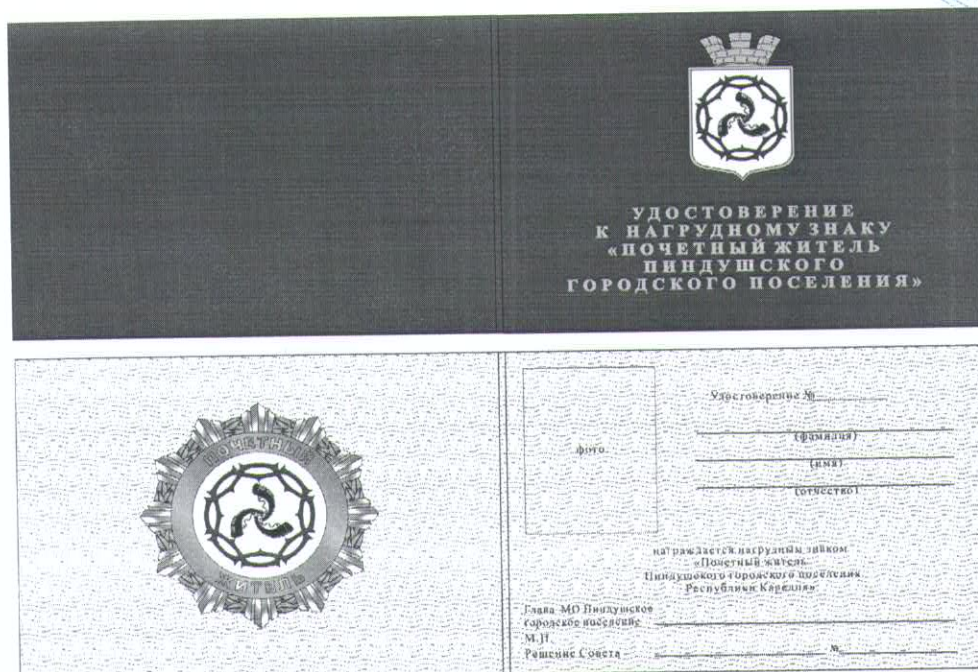 УДОСТОВЕРЕНИЕ
К НАГРУДНОМУ ЗНАКУ
«ПОЧЕТНЫЙ ЖИТЕЛЬ
ПИНДУШСКОГО
ГОРОДСКОГО ПОСЕЛЕНИЯ»
ПОЧЕТНЫЙ
ЖИТЕЛЬ
фото
Удостоверение №
(фамилия)
(имя)
(отчество)
награждается нагрудным знаком
«Почетный житель
Пиндушского городского поселения
Республики Карелия»
Глава МО Пиндушское
городское поселение
М.П.
Решение Совета №